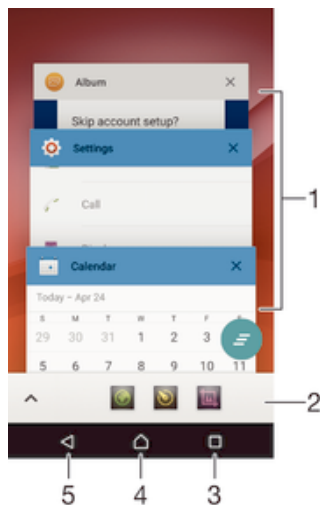 Album
Skip account setup?
Settings
Call
Calendar
Today – Apr 24
S M T W T F
29 30 31 1 2 3
5 6 7 8 9 10 11
1
2
5 4 3